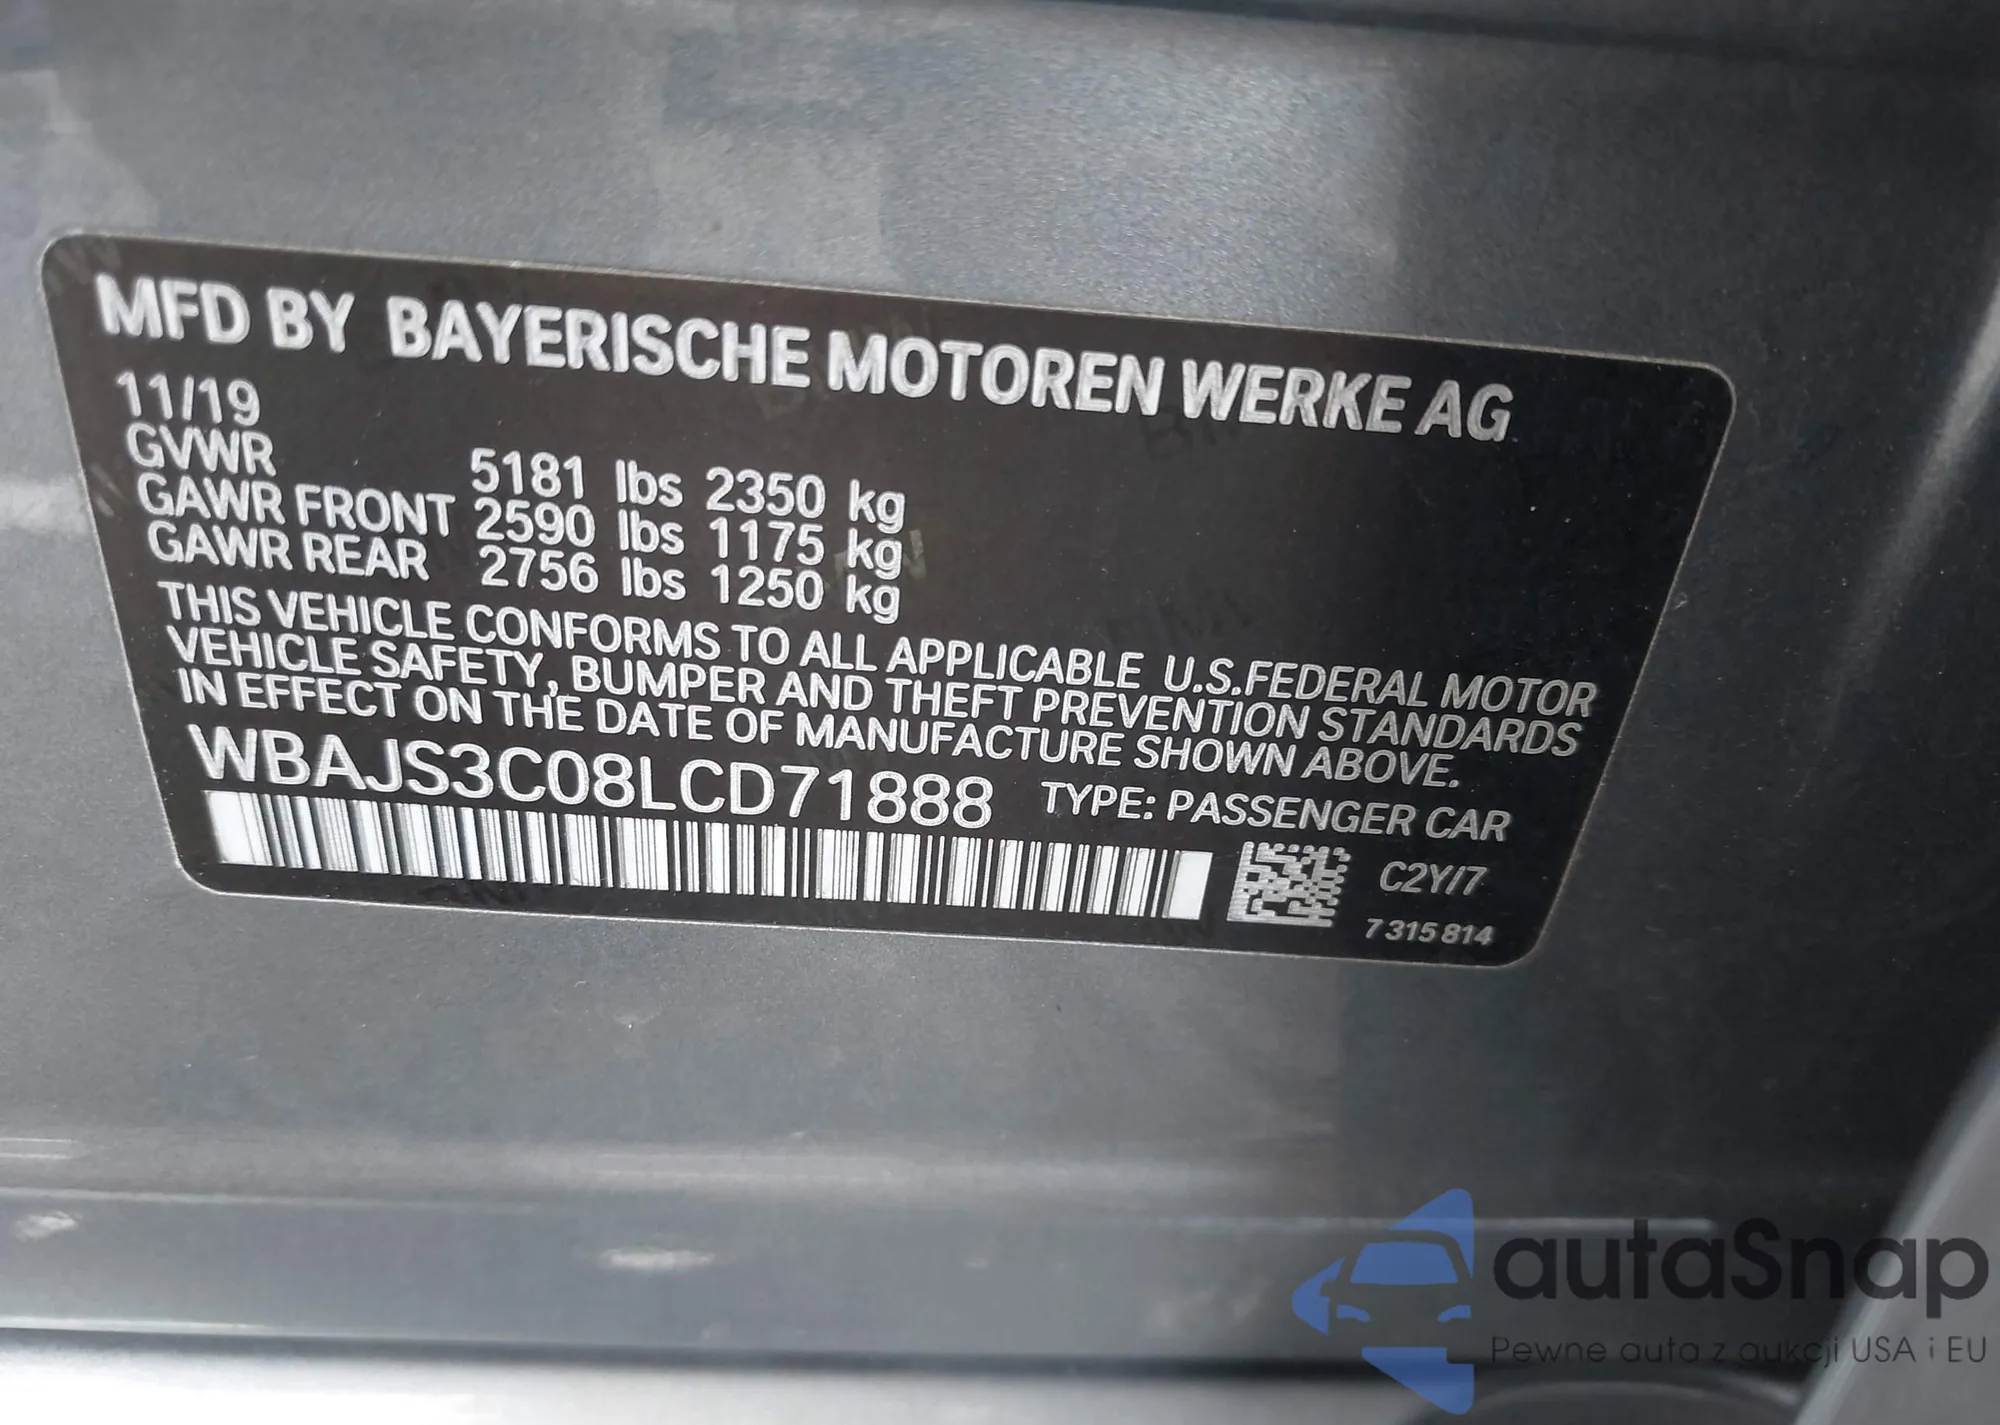 MFD BY BAYERISCHE MOTOREN WERKE AG
11/19
GVWR 5181 lbs 2350 kg
GAWR FRONT 2590 lbs 1175 kg
GAWR REAR 2756 lbs 1250 kg
THIS VEHICLE CONFORMS TO ALL APPLICABLE U.S.FEDERAL MOTOR
VEHICLE SAFETY, BUMPER AND THEFT PREVENTION STANDARDS
IN EFFECT ON THE DATE OF MANUFACTURE SHOWN ABOVE.
WBAJS3C08LCD71888 TYPE: PASSENGER CAR
C2Y/7
7 315 814
autaSnap
Pewne auta z aukcji USA i EU